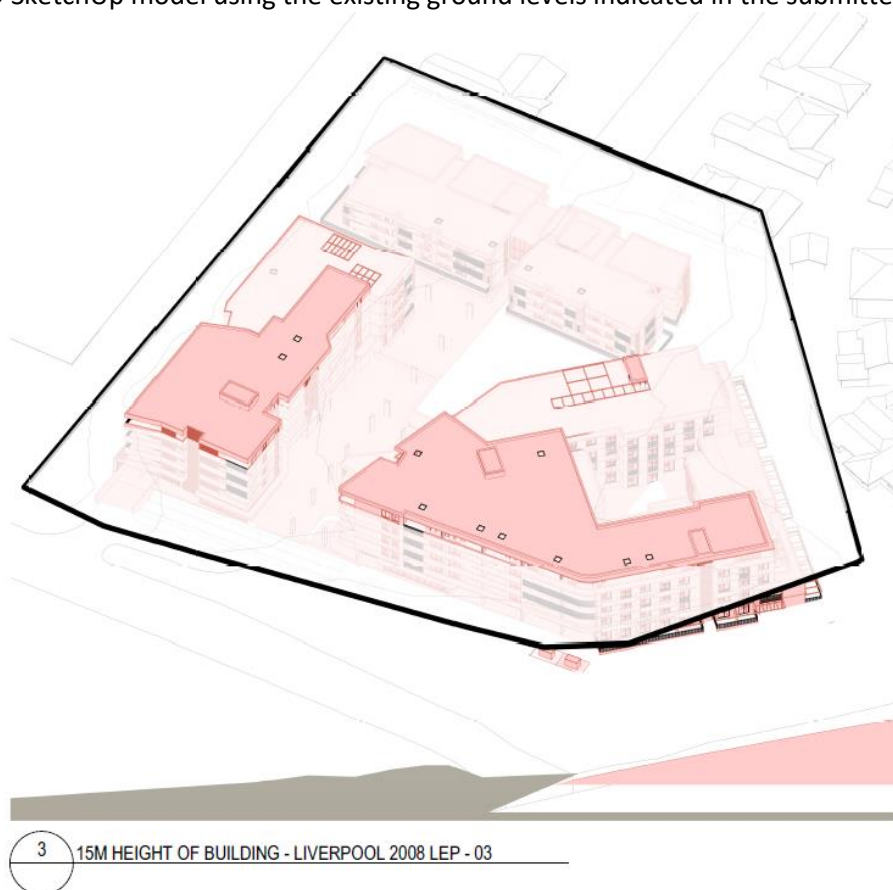 SketchUp model using the existing ground levels indicated in the submitte
3
15M HEIGHT OF BUILDING - LIVERPOOL 2008 LEP - 03